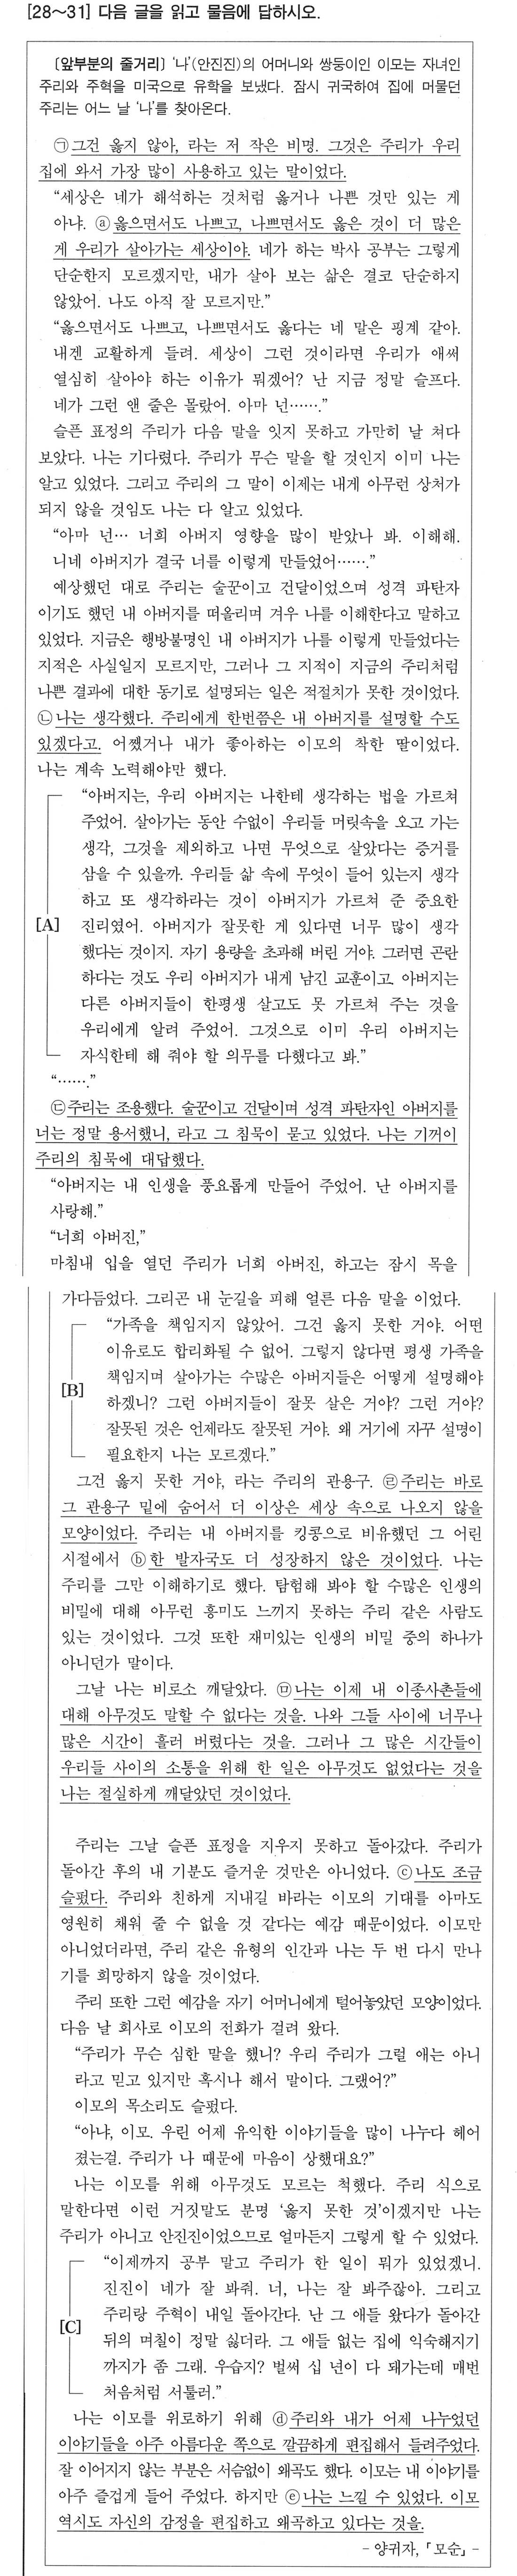 [28～31] 다음 글을 읽고 물음에 답하시오.
[앞부분의 줄거리] ‘나’(안진진)의 어머니와 쌍둥이인 이모는 자녀인
주리와 주혁을 미국으로 유학을 보냈다. 잠시 귀국하여 집에 머물던
주리는 어느 날 ‘나’를 찾아온다.
㉠그건 옳지 않아, 라는 저 작은 비명. 그것은 주리가 우리
집에 와서 가장 많이 사용하고 있는 말이었다.
“세상은 네가 해석하는 것처럼 옳거나 나쁜 것만 있는 게
아냐. ⓐ옳으면서도 나쁘고, 나쁘면서도 옳은 것이 더 많은
게 우리가 살아가는 세상이야. 네가 하는 박사 공부는 그렇게
단순한지 모르겠지만, 내가 살아 보는 삶은 결코 단순하지
않았어. 나도 아직 잘 모르지만.”
“옳으면서도 나쁘고, 나쁘면서도 옳다는 네 말은 핑계 같아.
내겐 교활하게 들려. 세상이 그런 것이라면 우리가 애써
열심히 살아야 하는 이유가 뭐겠어? 난 지금 정말 슬프다.
네가 그런 앤 줄은 몰랐어. 아마 넌…….”
슬픈 표정의 주리가 다음 말을 잇지 못하고 가만히 날 쳐다
보았다. 나는 기다렸다. 주리가 무슨 말을 할 것인지 이미 나는
알고 있었다. 그리고 주리의 그 말이 이제는 내게 아무런 상처가
되지 않을 것임도 나는 다 알고 있었다.
“아마 넌… 너희 아버지 영향을 많이 받았나 봐. 이해해.
니네 아버지가 결국 너를 이렇게 만들었어…….”
예상했던 대로 주리는 술꾼이고 건달이었으며 성격 파탄자
이기도 했던 내 아버지를 떠올리며 겨우 나를 이해한다고 말하고
있었다. 지금은 행방불명인 내 아버지가 나를 이렇게 만들었다는
지적은 사실일지 모르지만, 그러나 그 지적이 지금의 주리처럼
나쁜 결과에 대한 동기로 설명되는 일은 적절치가 못한 것이었다.
㉡나는 생각했다. 주리에게 한번쯤은 내 아버지를 설명할 수도
있겠다고. 어쨌거나 내가 좋아하는 이모의 착한 딸이었다.
나는 계속 노력해야만 했다.
“아버지는, 우리 아버지는 나한테 생각하는 법을 가르쳐
주었어. 살아가는 동안 수없이 우리들 머릿속을 오고 가는
생각, 그것을 제외하고 나면 무엇으로 살았다는 증거를
삼을 수 있을까. 우리들 삶 속에 무엇이 들어 있는지 생각
하고 또 생각하라는 것이 아버지가 가르쳐 준 중요한
진리였어. 아버지가 잘못한 게 있다면 너무 많이 생각
[A]
했다는 것이지. 자기 용량을 초과해 버린 거야. 그러면 곤란
하다는 것도 우리 아버지가 내게 남긴 교훈이고. 아버지는
다른 아버지들이 한평생 살고도 못 가르쳐 주는 것을
우리에게 알려 주었어. 그것으로 이미 우리 아버지는
자식한테 해 줘야 할 의무를 다했다고 봐.”
“…….”
㉢주리는 조용했다. 술꾼이고 건달이며 성격 파탄자인 아버지를
너는 정말 용서했니, 라고 그 침묵이 묻고 있었다. 나는 기꺼이
주리의 침묵에 대답했다.
“아버지는 내 인생을 풍요롭게 만들어 주었어. 난 아버지를
사랑해.”
“너희 아버진,”
마침내 입을 열던 주리가 너희 아버진, 하고는 잠시 목을
가다듬었다. 그리곤 내 눈길을 피해 얼른 다음 말을 이었다.
“가족을 책임지지 않았어. 그건 옳지 못한 거야. 어떤
이유로도 합리화될 수 없어. 그렇지 않다면 평생 가족을
책임지며 살아가는 수많은 아버지들은 어떻게 설명해야
[B]
하겠니? 그런 아버지들이 잘못 살은 거야? 그런 거야?
잘못된 것은 언제라도 잘못된 거야. 왜 거기에 자꾸 설명이
필요한지 나는 모르겠다.”
그건 옳지 못한 거야, 라는 주리의 관용구. ㉣주리는 바로
그 관용구 밑에 숨어서 더 이상은 세상 속으로 나오지 않을
모양이었다. 주리는 내 아버지를 킹콩으로 비유했던 그 어린
시절에서 ⓑ한 발자국도 더 성장하지 않은 것이었다. 나는
주리를 그만 이해하기로 했다. 탐험해 봐야 할 수많은 인생의
비밀에 대해 아무런 흥미도 느끼지 못하는 주리 같은 사람도
있는 것이었다. 그것 또한 재미있는 인생의 비밀 중의 하나가
아니던가 말이다.
그날 나는 비로소 깨달았다. ㉤나는 이제 내 이종사촌들에
대해 아무것도 말할 수 없다는 것을. 나와 그들 사이에 너무나
많은 시간이 흘러 버렸다는 것을. 그러나 그 많은 시간들이
우리들 사이의 소통을 위해 한 일은 아무것도 없었다는 것을
나는 절실하게 깨달았던 것이었다.
주리는 그날 슬픈 표정을 지우지 못하고 돌아갔다. 주리가
돌아간 후의 내 기분도 즐거운 것만은 아니었다. ⓒ나도 조금
슬펐다. 주리와 친하게 지내길 바라는 이모의 기대를 아마도
영원히 채워 줄 수 없을 것 같다는 예감 때문이었다. 이모만
아니었더라면, 주리 같은 유형의 인간과 나는 두 번 다시 만나
기를 희망하지 않을 것이었다.
주리 또한 그런 예감을 자기 어머니에게 털어놓았던 모양이었다.
다음 날 회사로 이모의 전화가 걸려 왔다.
“주리가 무슨 심한 말을 했니? 우리 주리가 그럴 애는 아니
라고 믿고 있지만 혹시나 해서 말이다. 그랬어?”
이모의 목소리도 슬펐다.
“아냐, 이모. 우린 어제 유익한 이야기들을 많이 나누다 헤어
졌는걸. 주리가 나 때문에 마음이 상했대요?”
나는 이모를 위해 아무것도 모르는 척했다. 주리 식으로
말한다면 이런 거짓말도 분명 ‘옳지 못한 것’이겠지만 나는
주리가 아니고 안진진이었으므로 얼마든지 그렇게 할 수 있었다.
“이제까지 공부 말고 주리가 한 일이 뭐가 있었겠니.
진진이 네가 잘 봐줘. 너, 나는 잘 봐주잖아. 그리고
주리랑 주혁이 내일 돌아간다. 난 그 애들 왔다가 돌아간
[C]
뒤의 며칠이 정말 싫더라. 그 애들 없는 집에 익숙해지기
까지가 좀 그래. 우습지? 벌써 십 년이 다 돼가는데 매번
처음처럼 서툴러.”
나는 이모를 위로하기 위해 ⓓ주리와 내가 어제 나누었던
이야기들을 아주 아름다운 쪽으로 깔끔하게 편집해서 들려주었다.
잘 이어지지 않는 부분은 서슴없이 왜곡도 했다. 이모는 내 이야기를
아주 즐겁게 들어 주었다. 하지만 ⓔ나는 느낄 수 있었다. 이모
역시도 자신의 감정을 편집하고 왜곡하고 있다는 것을.
- 양귀자, 「모순」 -